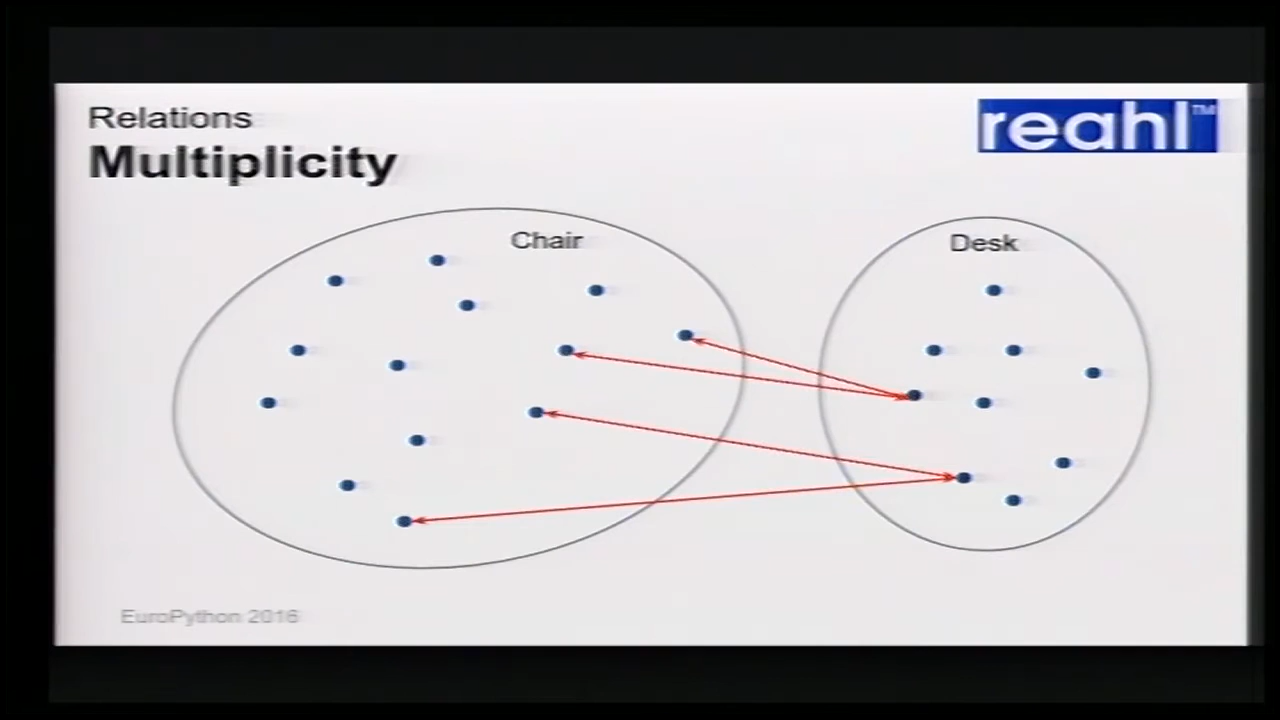 Relations
Multiplicity
reahl™
Chair
Desk
EuroPython 2016